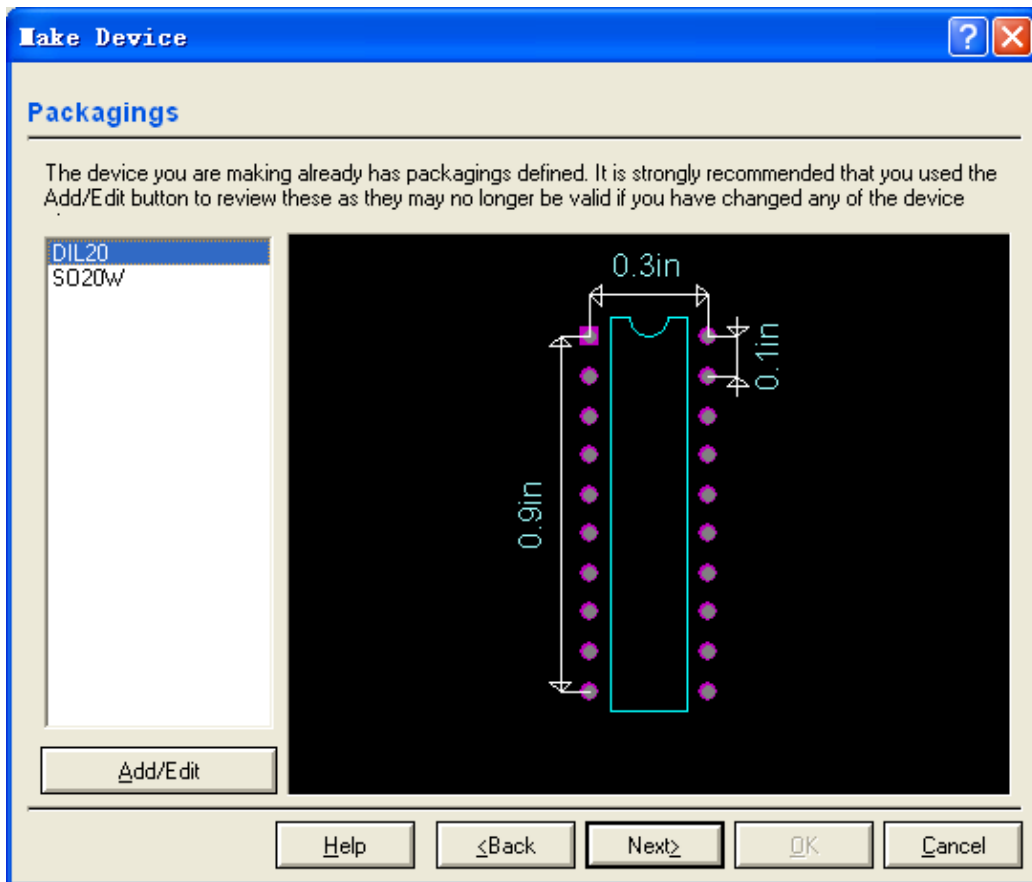 Make Device
Packagings
The device you are making already has packagings defined. It is strongly recommended that you used the
Add/Edit button to review these as they may no longer be valid if you have changed any of the device
DIL20
SO20W
0.3in
0.1in
0.9in
Add/Edit
Help
<Back
Next>
OK
Cancel